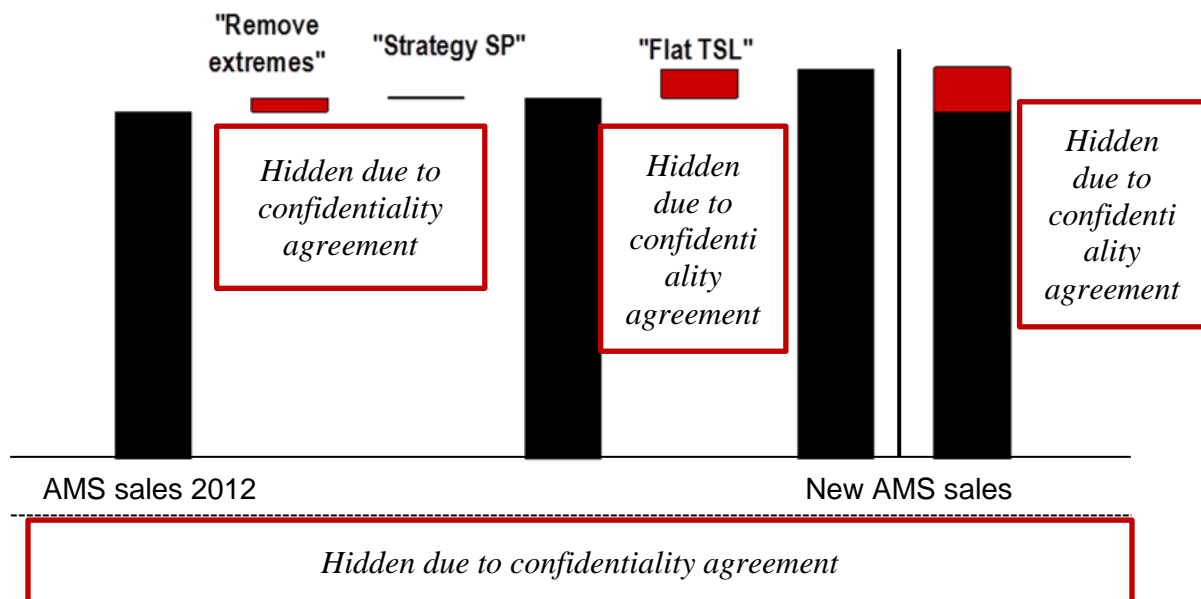 "Remove
extremes"
"Strategy SP"
"Flat TSL"
Hidden due to
confidentiality
agreement
Hidden
due to
confidenti
ality
agreement
Hidden
due to
confidenti
ality
agreement
AMS sales 2012
New AMS sales
Hidden due to confidentiality agreement